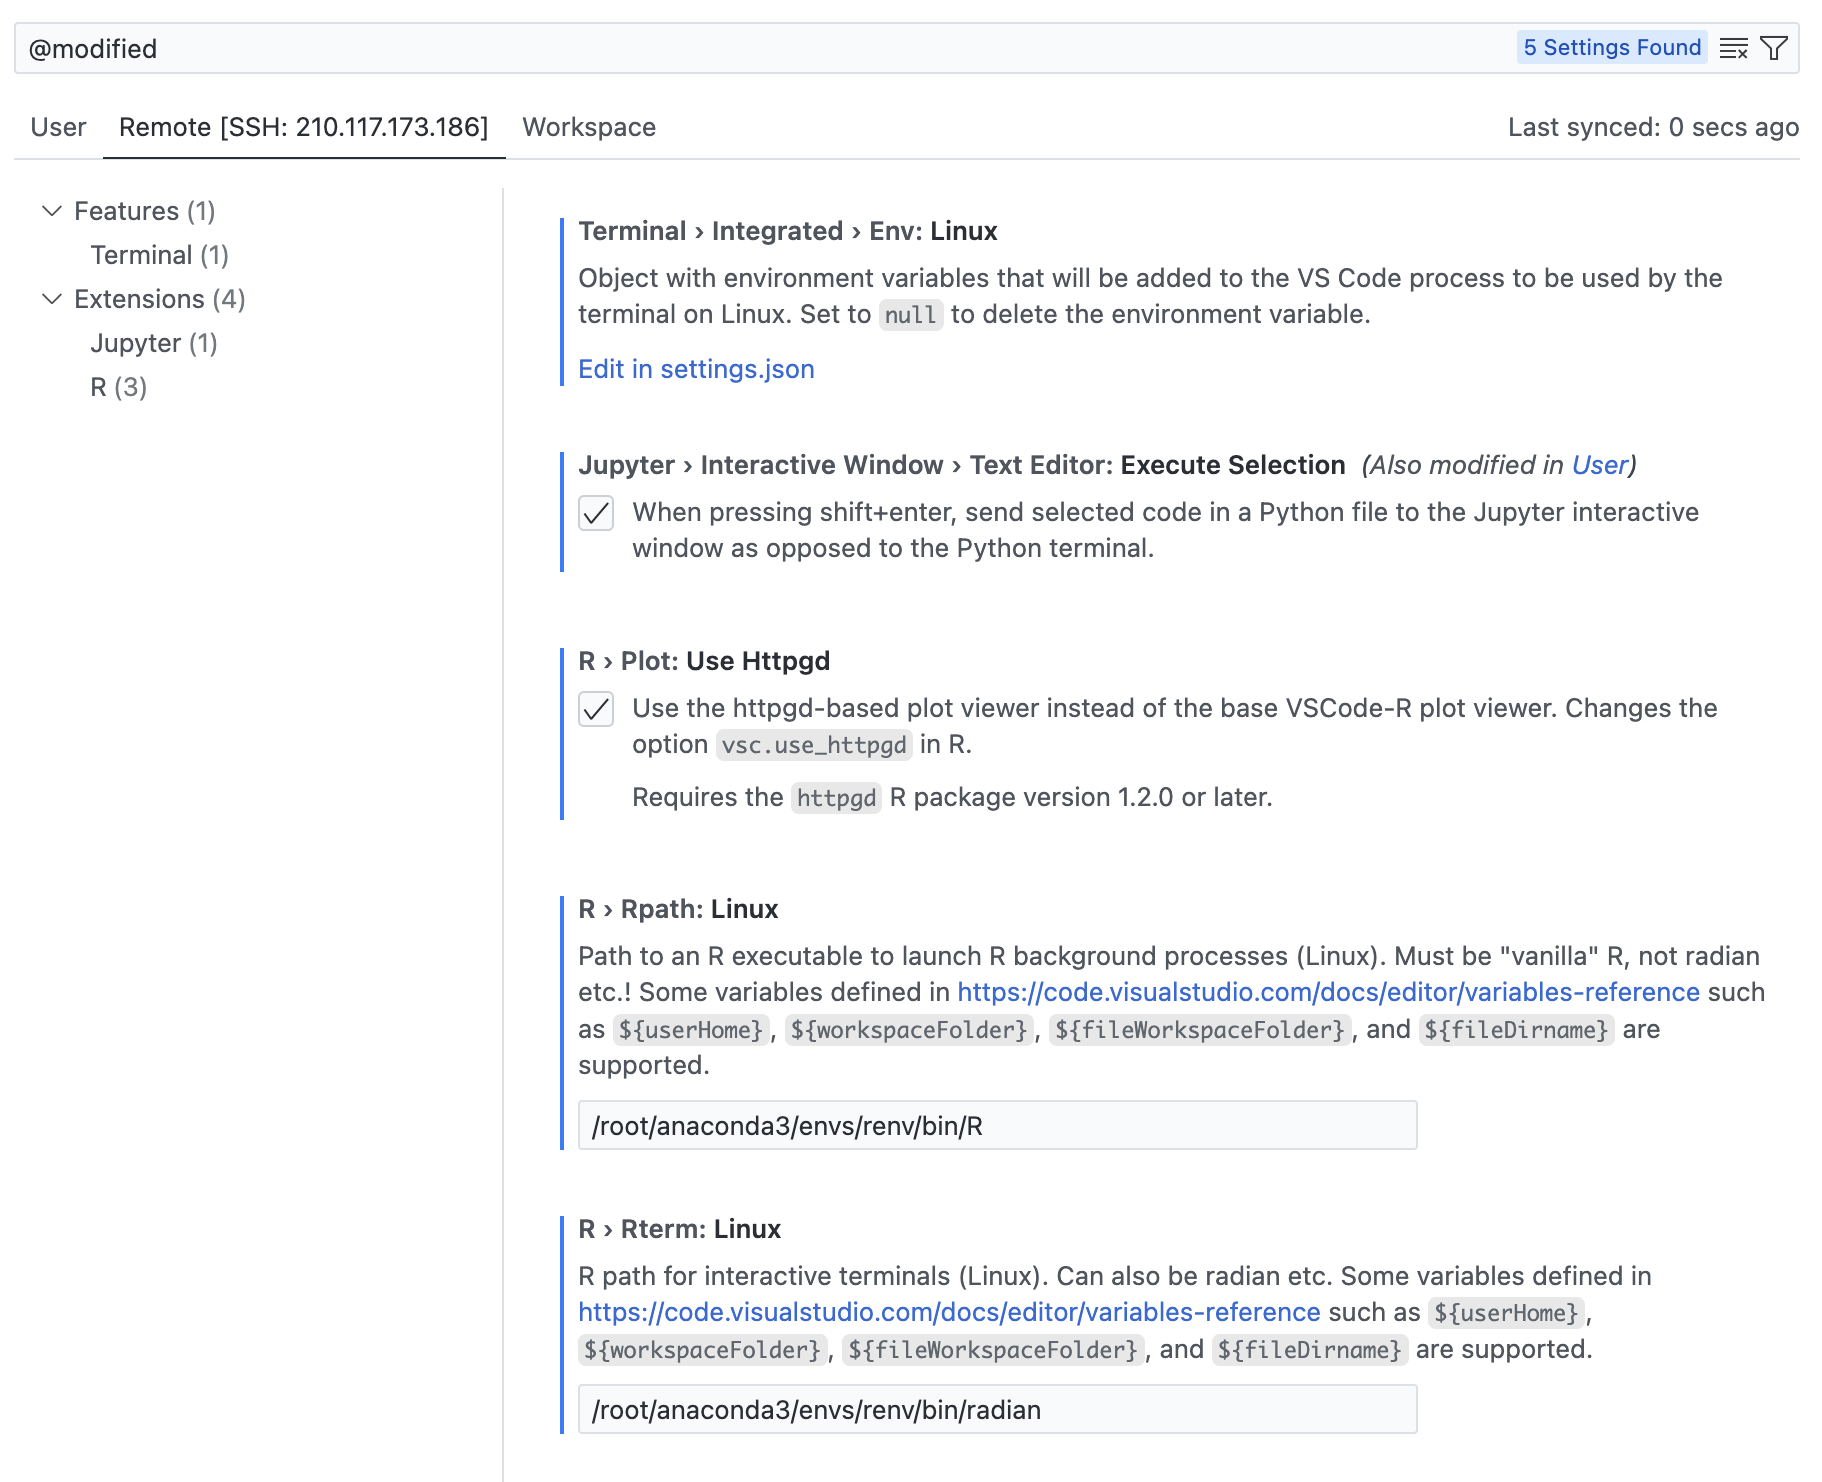 @modified
5 Settings Found
User
Remote [SSH: 210.117.173.186]
Workspace
Last synced: 0 secs ago
Features (1)
Terminal (1)
Extensions (4)
Jupyter (1)
R (3)
Terminal › Integrated › Env: Linux
Object with environment variables that will be added to the VS Code process to be used by the
terminal on Linux. Set to null to delete the environment variable.
Edit in settings.json
Jupyter › Interactive Window › Text Editor: Execute Selection (Also modified in User)
When pressing shift+enter, send selected code in a Python file to the Jupyter interactive
window as opposed to the Python terminal.
R › Plot: Use Httpgd
Use the httpgd-based plot viewer instead of the base VSCode-R plot viewer. Changes the
option vsc.use_httpgd in R.
Requires the httpgd R package version 1.2.0 or later.
R › Rpath: Linux
Path to an R executable to launch R background processes (Linux). Must be "vanilla" R, not radian
etc.! Some variables defined in https://code.visualstudio.com/docs/editor/variables-reference such
as ${userHome}, ${workspaceFolder}, ${fileWorkspaceFolder}, and ${fileDirname} are
supported.
/root/anaconda3/envs/renv/bin/R
R › Rterm: Linux
R path for interactive terminals (Linux). Can also be radian etc. Some variables defined in
https://code.visualstudio.com/docs/editor/variables-reference such as ${userHome},
${workspaceFolder}, ${fileWorkspaceFolder}, and ${fileDirname} are supported.
/root/anaconda3/envs/renv/bin/radian